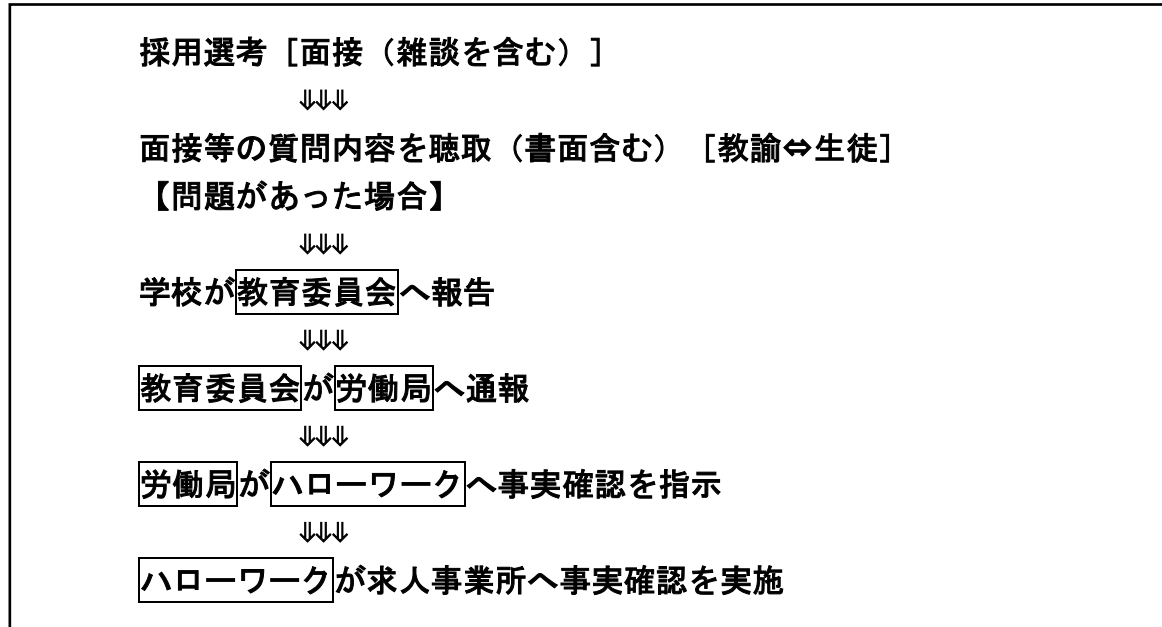 採用選考［面接（雑談を含む）］
⇓⇓⇓
面接等の質問内容を聴取（書面含む）［教諭⇔生徒］
【問題があった場合】
⇓⇓⇓
学校が教育委員会へ報告
⇓⇓⇓
教育委員会が労働局へ通報
⇓⇓⇓
労働局がハローワークへ事実確認を指示
⇓⇓⇓
ハローワークが求人事業所へ事実確認を実施